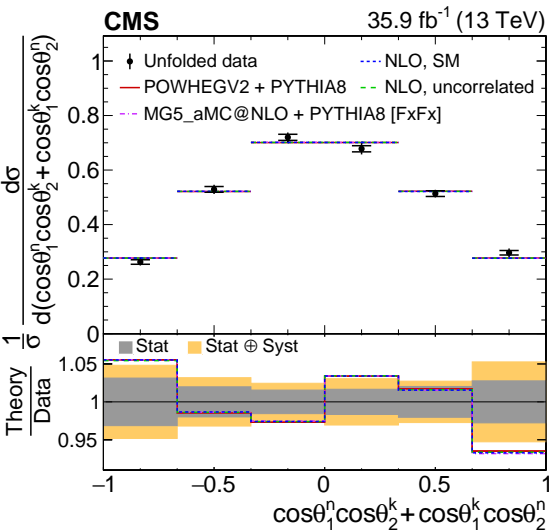 CMS 35.9 fb⁻¹ (13 TeV)
Unfolded data
NLO, SM
POWHEGV2 + PYTHIA8
NLO, uncorrelated
MG5_aMC@NLO + PYTHIA8 [FxFx]
1
0.8
0.6
0.4
0.2
0
1/σ dσ/d(cosθ₁ⁿcosθ₂ᵏ+cosθ₁ᵏcosθ₂ⁿ)
Stat
Stat ⊕ Syst
1.05
1
0.95
Theory
Data
−1 −0.5 0 0.5 1
cosθ₁ⁿcosθ₂ᵏ+cosθ₁ᵏcosθ₂ⁿ